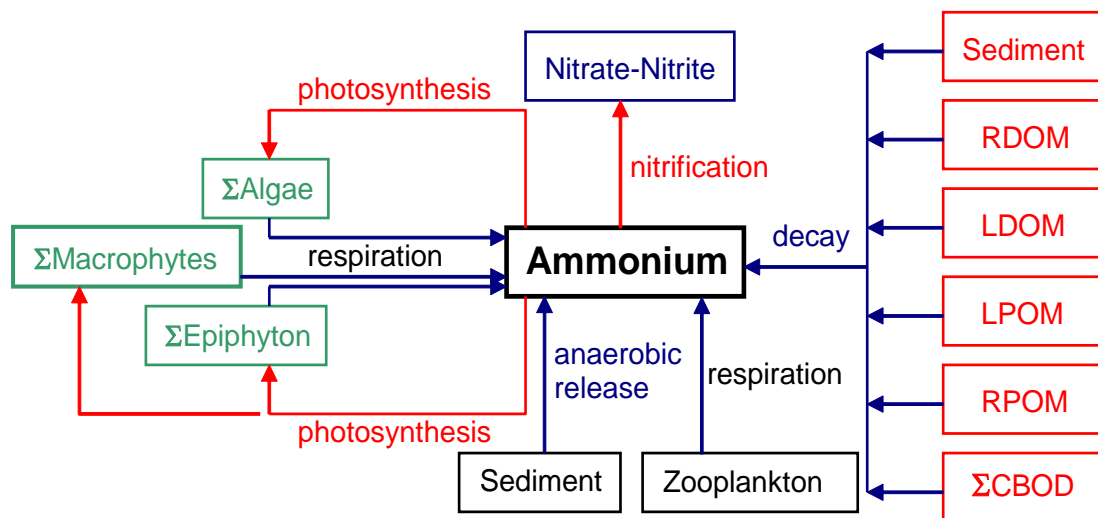 Nitrate-Nitrite
Sediment
photosynthesis
RDOM
nitrification
ΣAlgae
LDOM
decay
respiration
ΣMacrophytes
Ammonium
LPOM
ΣEpiphyton
anaerobic
release
respiration
RPOM
photosynthesis
Sediment
Zooplankton
ΣCBOD